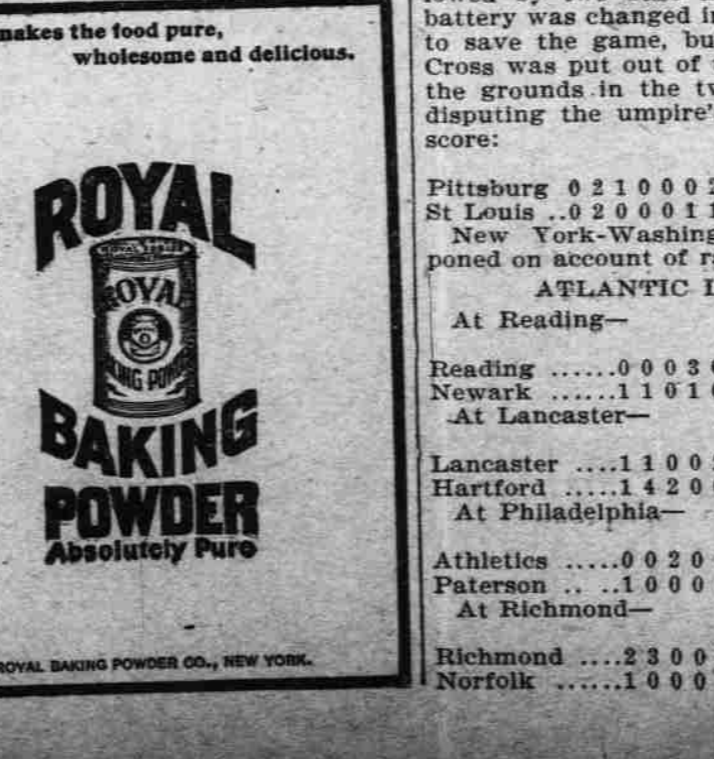 makes the food pure,
wholesome and delicious.
ROYAL
ROYAL
BAKING
POWDER
Absolutely Pure
ROYAL BAKING POWDER CO., NEW YORK.
battery was changed
to save the game,
Cross was put out of
the grounds in the
disputing the umpire'
score:
Pittsburg 0 2 1 0 0 0
St Louis ..0 2 0 0 0 1 1
New York-Washing
poned on account of
ATLANTIC
At Reading—
Reading ......0 0 0 3
Newark ......1 1 0 1
At Lancaster—
Lancaster ....1 1 0 0
Hartford .....1 4 2 0
At Philadelphia—
Athletics .....0 0 2 0
Paterson .. ..1 0 0 0
At Richmond—
Richmond ....2 3 0 0
Norfolk ......1 0 0 0